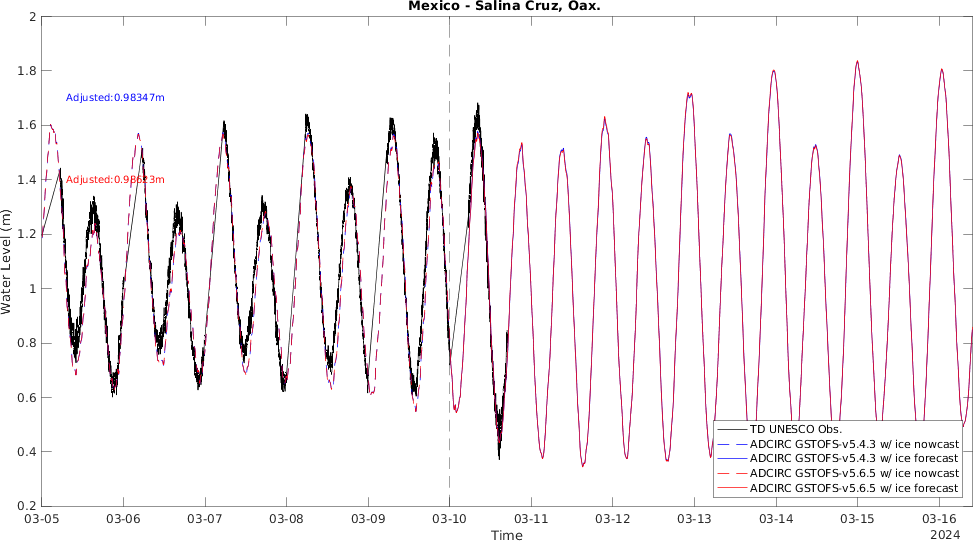 Mexico - Salina Cruz, Oax.
2
1.8
1.6
1.4
1.2
1
0.8
0.6
0.4
0.2
Water Level (m)
Adjusted:0.98347m
Adjusted:0.98623m
TD UNESCO Obs.
ADCIRC GSTOFS-v5.4.3 w/ ice nowcast
ADCIRC GSTOFS-v5.4.3 w/ ice forecast
ADCIRC GSTOFS-v5.6.5 w/ ice nowcast
ADCIRC GSTOFS-v5.6.5 w/ ice forecast
03-05 03-06 03-07 03-08 03-09 03-10 03-11 03-12 03-13 03-14 03-15 03-16
Time
2024